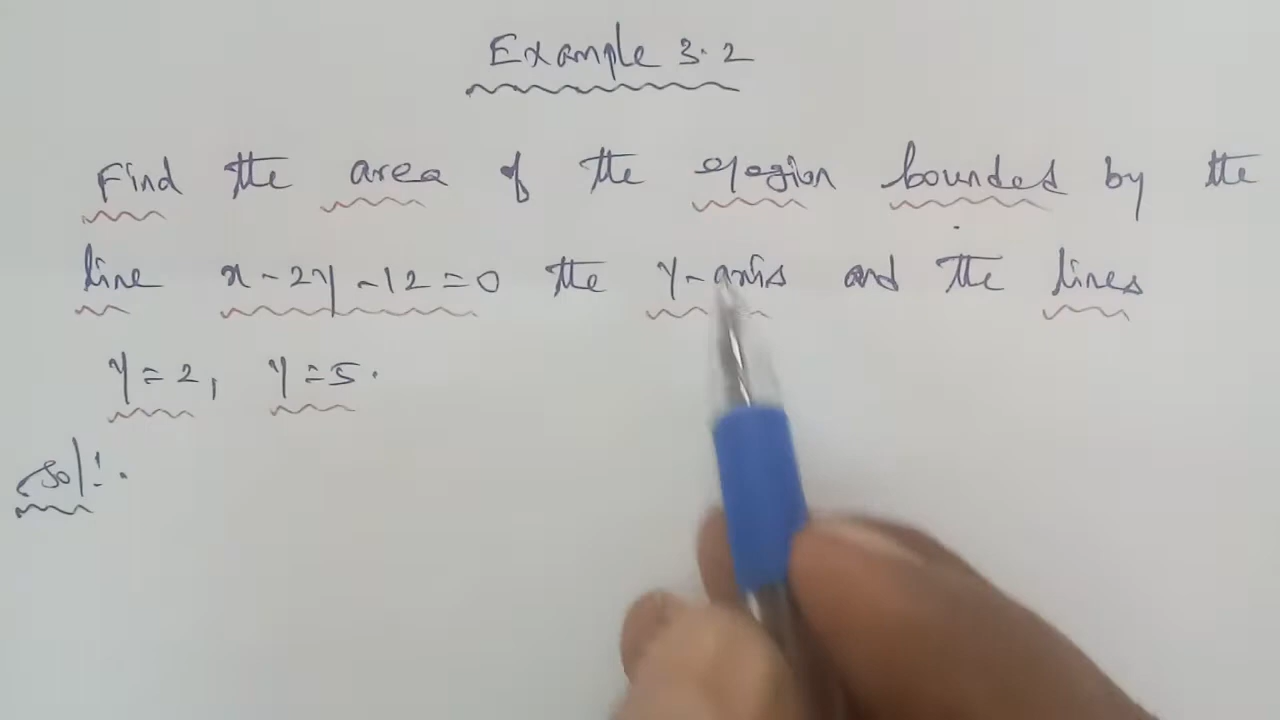 Example 3.2
Find the area of the region bounded by the
line x - 2y - 12 = 0 the y-axis and the lines
y = 2, y = 5.
Sol:.